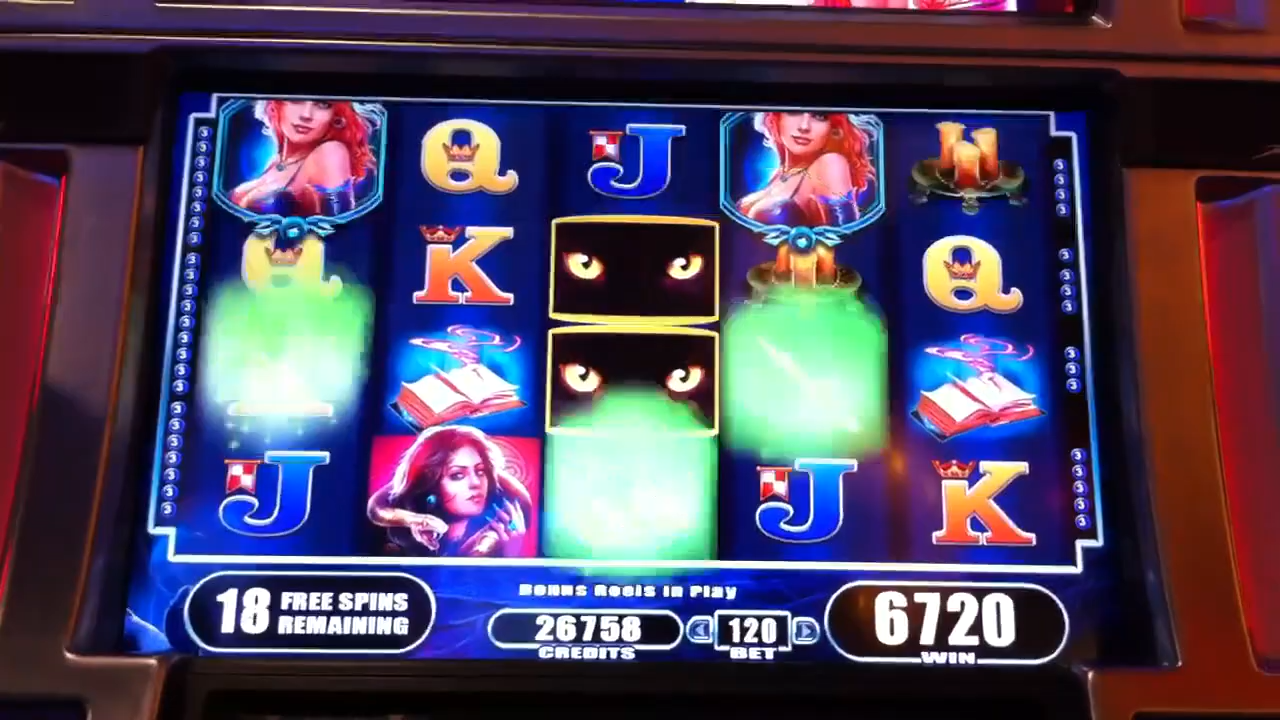 Q J
Q K Q
J J K
18 FREE SPINS REMAINING
Bonus Reels in Play
26758 CREDITS
120 BET
6720 WIN